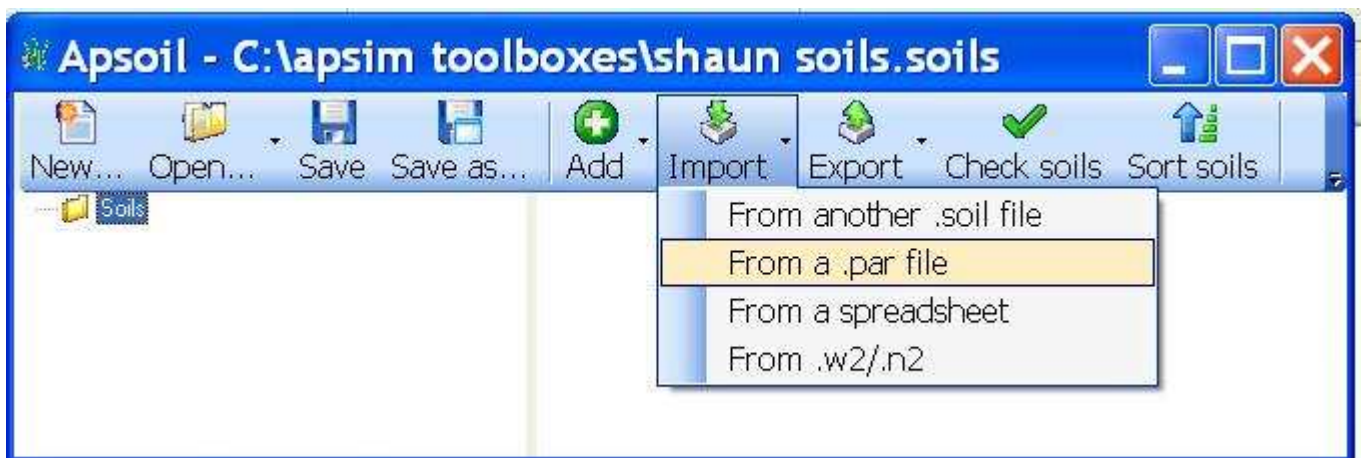 Apsoil - C:\apsim toolboxes\shaun soils.soils
New... Open... Save Save as... Add Import Export Check soils Sort soils
Soils
From another .soil file
From a .par file
From a spreadsheet
From .w2/.n2